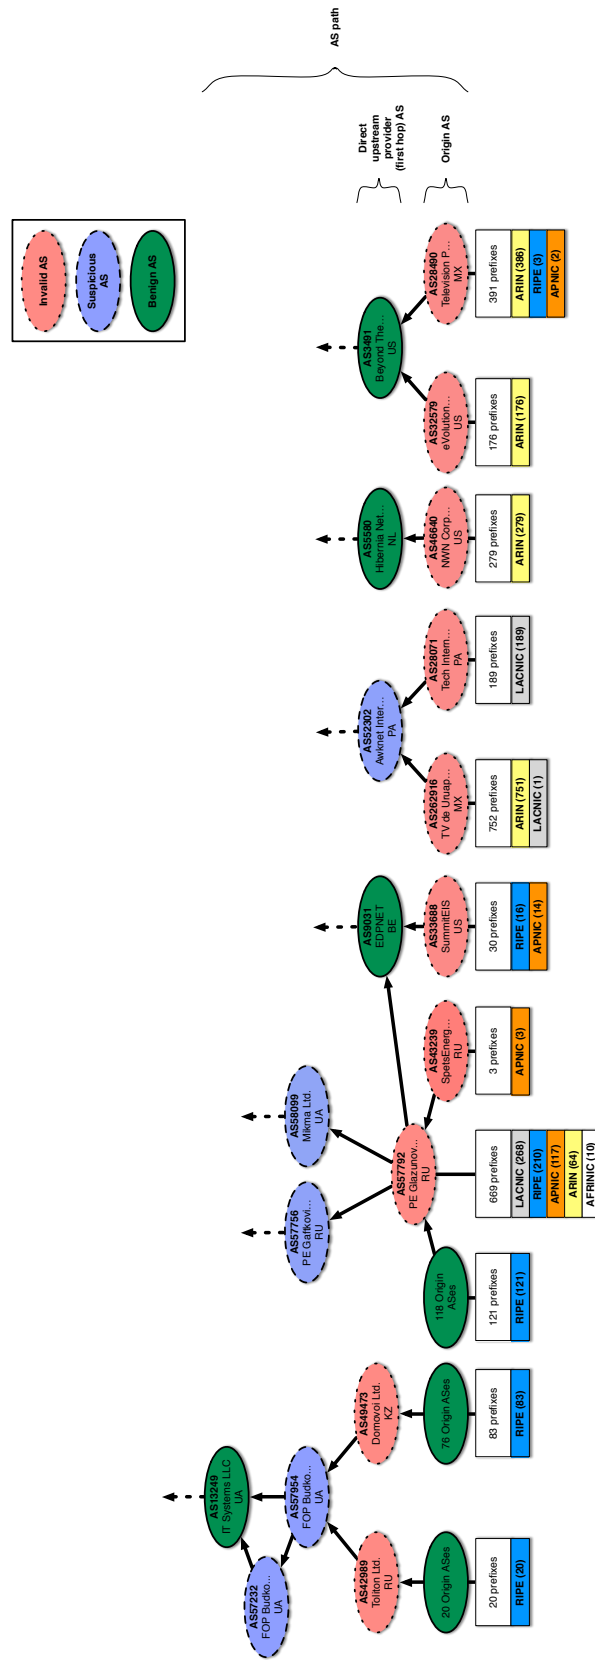 Invalid AS
Suspicious
AS
Benign AS
AS path
Direct
upstream
provider
(first hop) AS
Origin AS
AS13249
IT Systems LLC
UA
AS57232
FOP Budko...
UA
AS57954
FOP Budko...
UA
AS42989
Toliton Ltd.
RU
AS49473
Domovoi Ltd.
KZ
20 Origin ASes
20 prefixes
RIPE (20)
76 Origin ASes
83 prefixes
RIPE (83)
AS57756
PE Gaffkovi...
RU
AS58099
Mikma Ltd.
UA
AS57792
PE Glazunov...
RU
118 Origin
ASes
121 prefixes
RIPE (121)
669 prefixes
LACNIC (268)
RIPE (210)
APNIC (117)
ARIN (64)
AFRINIC (10)
AS43239
SpetsEnerg...
RU
3 prefixes
APNIC (3)
AS9031
EDPNET
BE
AS33688
SummitEIS
US
30 prefixes
RIPE (16)
APNIC (14)
AS52302
Awknet Inter...
PA
AS262916
TV de Uruap...
MX
752 prefixes
ARIN (751)
LACNIC (1)
AS28071
Tech Intern...
PA
189 prefixes
LACNIC (189)
AS5580
Hibernia Net...
NL
AS46640
NWN Corp...
US
279 prefixes
ARIN (279)
AS3491
Beyond The...
US
AS32579
eVolution...
US
176 prefixes
ARIN (176)
AS28490
Television P...
MX
391 prefixes
ARIN (386)
RIPE (3)
APNIC (2)